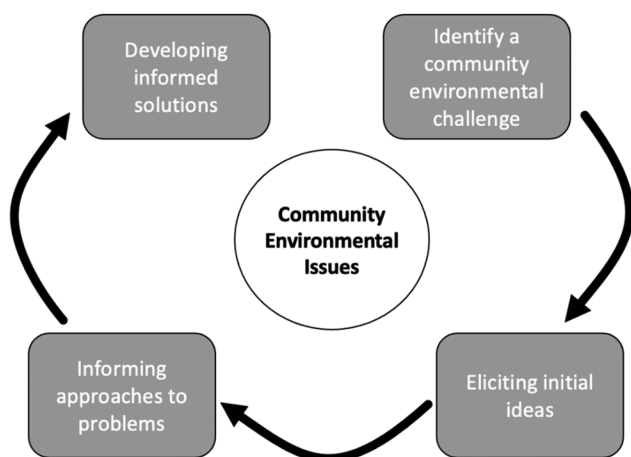 Developing
informed
solutions
Identify a
community
environmental
challenge
Community
Environmental
Issues
Informing
approaches to
problems
Eliciting initial
ideas